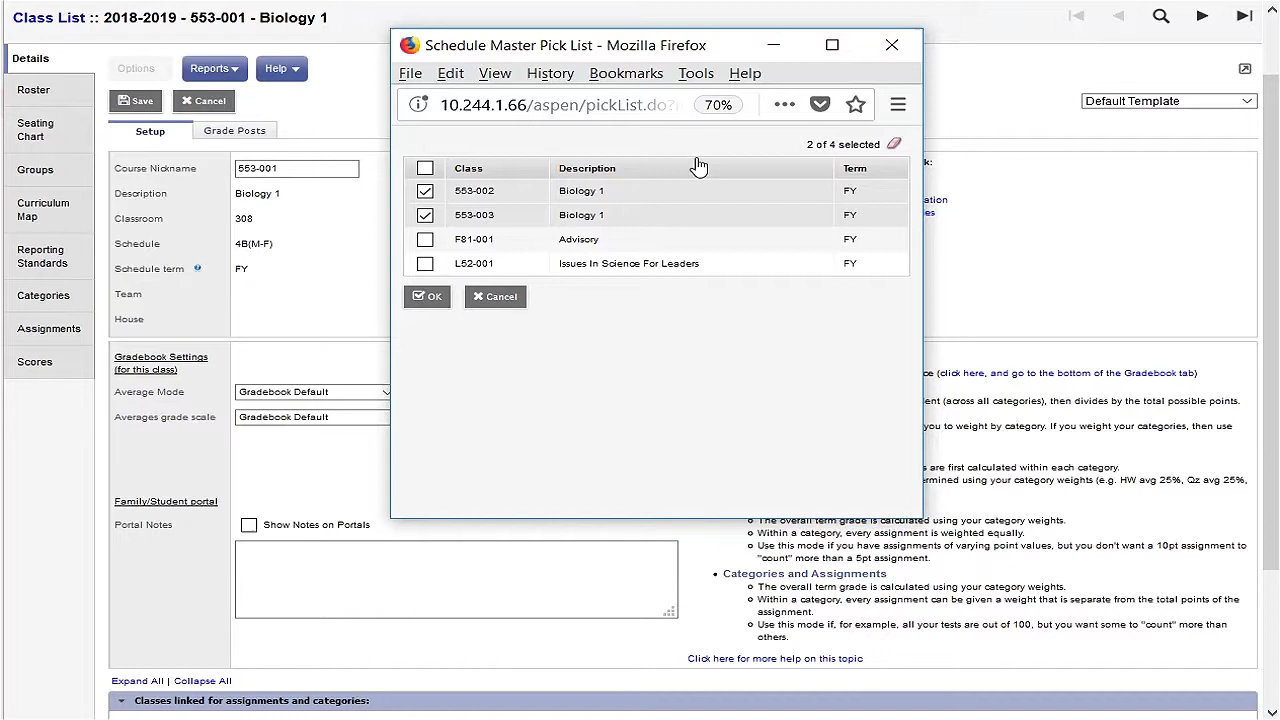 Class List :: 2018-2019 - 553-001 - Biology 1
Details
Roster
Seating
Chart
Groups
Curriculum
Map
Reporting
Standards
Categories
Assignments
Scores
Options
Reports
Help
Save
Cancel
Default Template
Setup
Grade Posts
Course Nickname
553-001
Description
Biology 1
Classroom
308
Schedule
4B(M-F)
Schedule term
FY
Team
House
Gradebook Settings
(for this class)
Average Mode
Gradebook Default
Averages grade scale
Gradebook Default
Family/Student portal
Portal Notes
Show Notes on Portals
Schedule Master Pick List - Mozilla Firefox
File Edit View History Bookmarks Tools Help
10.244.1.66/aspen/pickList.do?
70%
2 of 4 selected
Class Description Term
553-002 Biology 1 FY
553-003 Biology 1 FY
F81-001 Advisory FY
L52-001 Issues In Science For Leaders FY
OK
Cancel
k:
ation
es
ce (click here, and go to the bottom of the Gradebook tab)
ent (across all categories), then divides by the total possible points.
you to weight by category. If you weight your categories, then use
es are first calculated within each category.
termined using your category weights (e.g. HW avg 25%, Qz avg 25%,
The overall term grade is calculated using your category weights.
Within a category, every assignment is weighted equally.
Use this mode if you have assignments of varying point values, but you don't want a 10pt assignment to
"count" more than a 5pt assignment.
Categories and Assignments
The overall term grade is calculated using your category weights.
Within a category, every assignment can be given a weight that is separate from the total points of the
assignment.
Use this mode if, for example, all your tests are out of 100, but you want some to "count" more than
others.
Click here for more help on this topic
Expand All | Collapse All
Classes linked for assignments and categories: